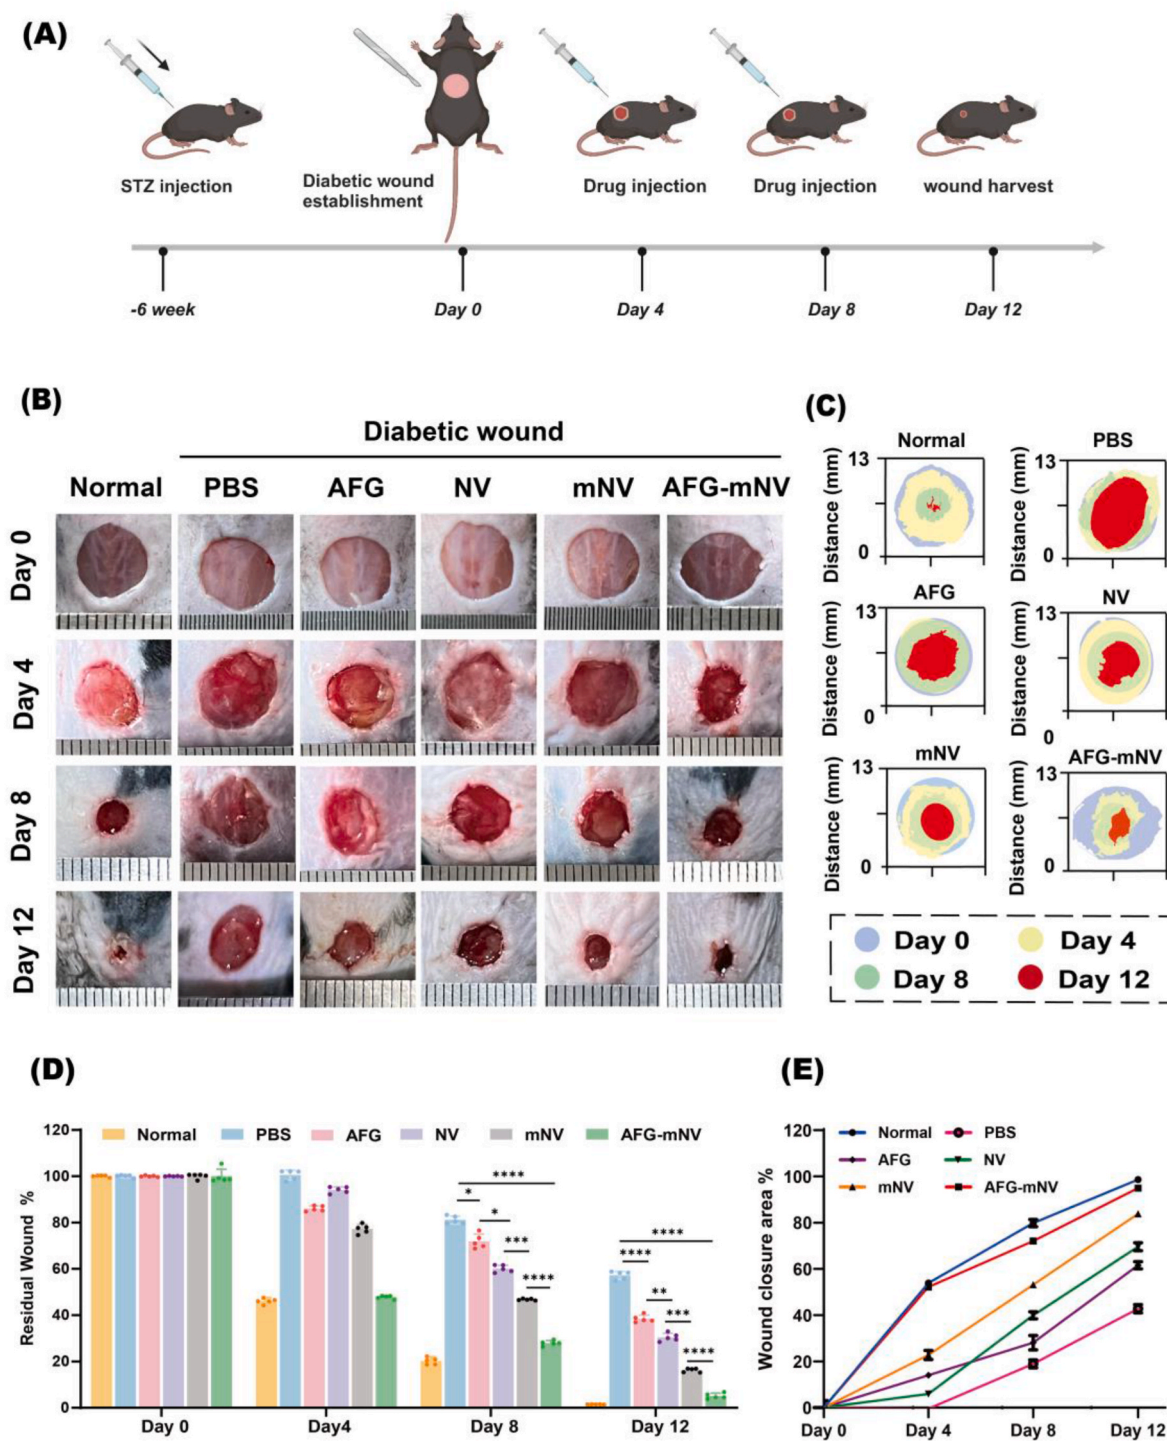 (A)
STZ injection
Diabetic wound
establishment
Drug injection
Drug injection
wound harvest
-6 week
Day 0
Day 4
Day 8
Day 12
(B)
Diabetic wound
Normal
PBS
AFG
NV
mNV
AFG-mNV
Day 0
Day 4
Day 8
Day 12
(C)
Normal
13
Distance (mm)
0
PBS
13
Distance (mm)
0
AFG
13
Distance (mm)
0
NV
13
Distance (mm)
0
mNV
13
Distance (mm)
0
AFG-mNV
13
Distance (mm)
0
Day 0
Day 4
Day 8
Day 12
(D)
Normal
PBS
AFG
NV
mNV
AFG-mNV
Residual Wound %
120
100
80
60
40
20
0
****
*
*
***
****
****
****
**
***
****
Day 0
Day4
Day 8
Day 12
(E)
Normal
PBS
AFG
NV
mNV
AFG-mNV
Wound closure area %
120
100
80
60
40
20
0
Day 0
Day 4
Day 8
Day 12